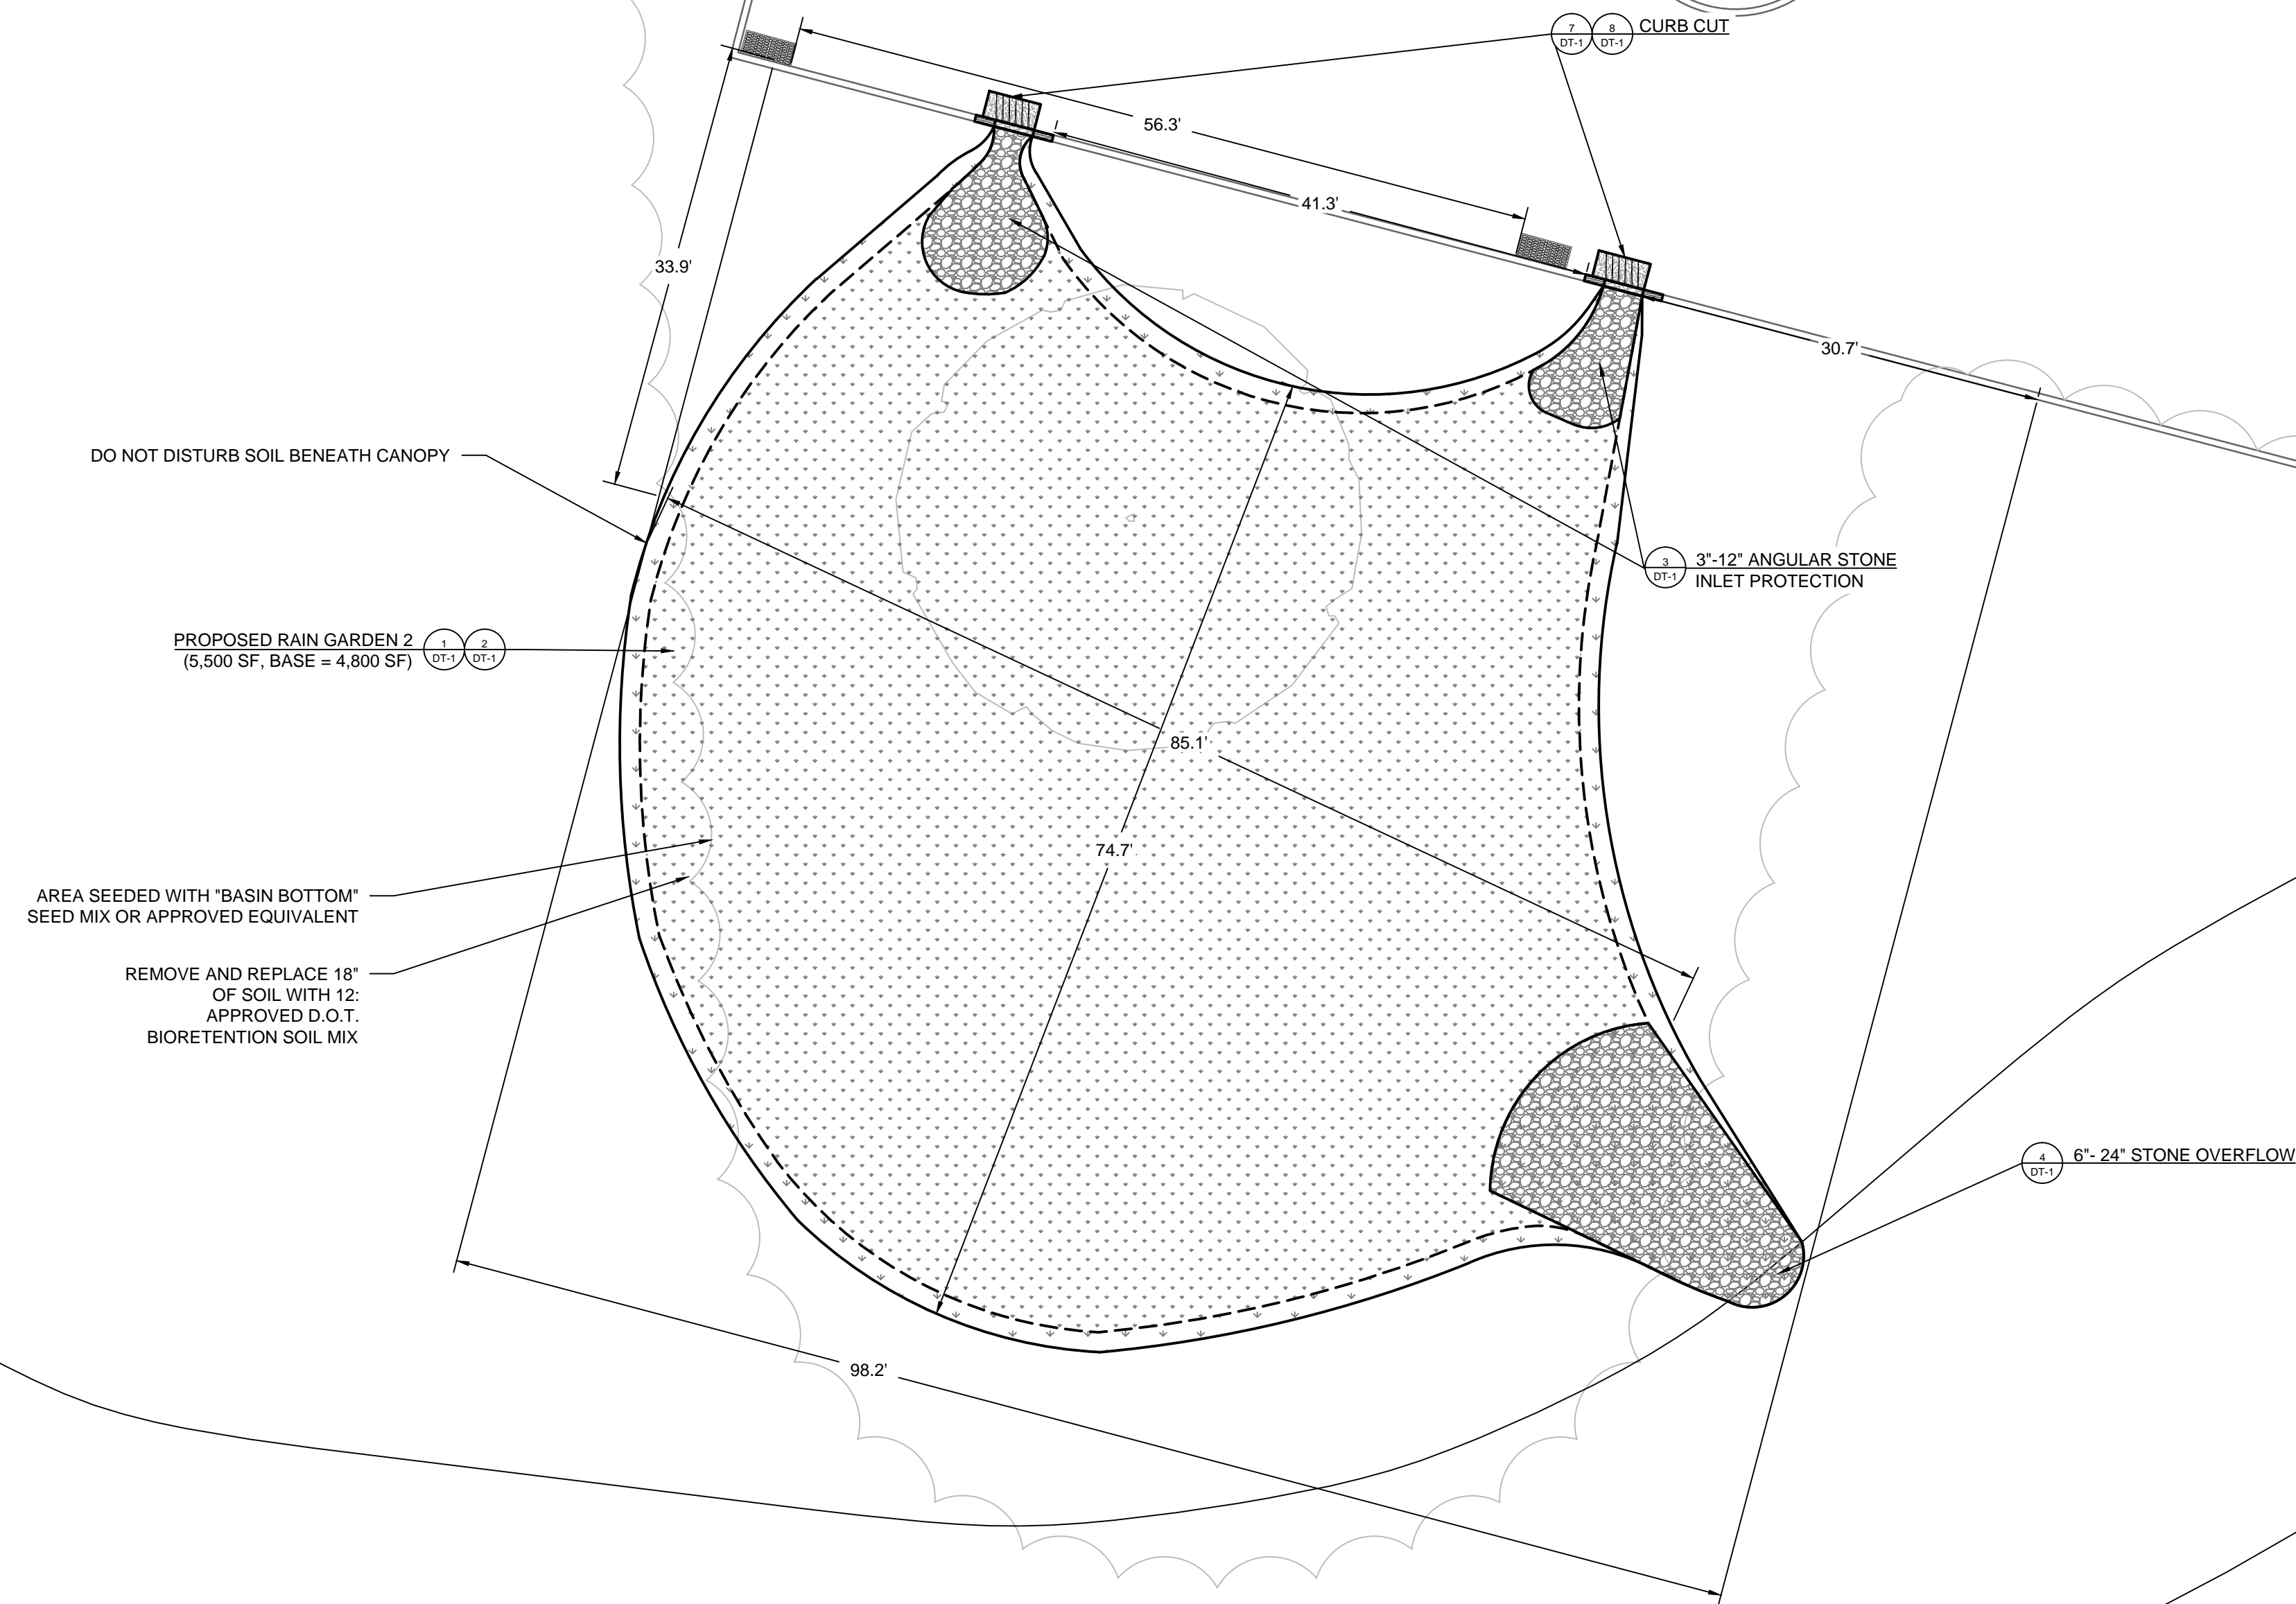 7
DT-1
8
DT-1
CURB CUT
56.3'
41.3'
33.9'
30.7'
DO NOT DISTURB SOIL BENEATH CANOPY
3
DT-1
3"-12" ANGULAR STONE
INLET PROTECTION
PROPOSED RAIN GARDEN 2
(5,500 SF, BASE = 4,800 SF)
1
DT-1
2
DT-1
85.1'
74.7'
AREA SEEDED WITH "BASIN BOTTOM"
SEED MIX OR APPROVED EQUIVALENT
REMOVE AND REPLACE 18"
OF SOIL WITH 12:
APPROVED D.O.T.
BIORETENTION SOIL MIX
4
DT-1
6"- 24" STONE OVERFLOW
98.2'